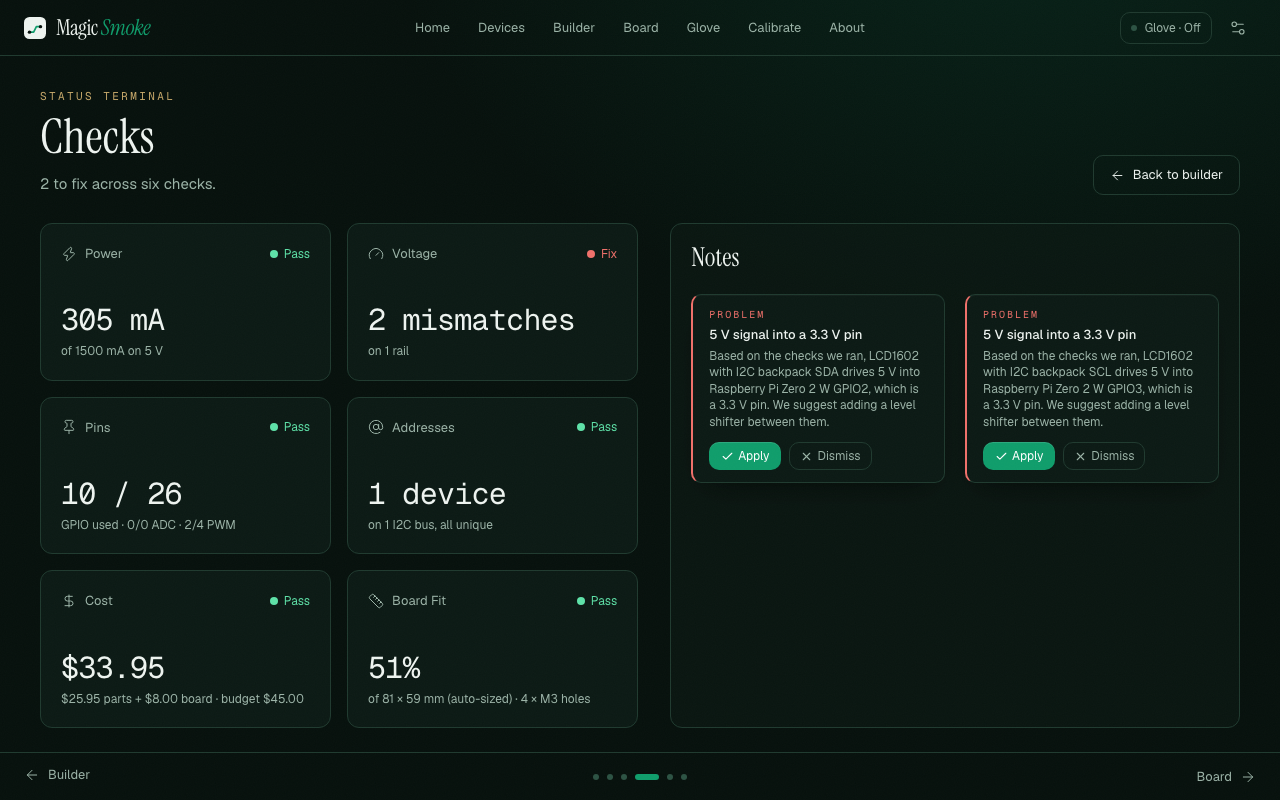 Magic Smoke
Home
Devices
Builder
Board
Glove
Calibrate
About
Glove · Off
STATUS TERMINAL
Checks
2 to fix across six checks.
Back to builder
Power
Pass
305 mA
of 1500 mA on 5 V
Voltage
Fix
2 mismatches
on 1 rail
Pins
Pass
10 / 26
GPIO used · 0/0 ADC · 2/4 PWM
Addresses
Pass
1 device
on 1 I2C bus, all unique
Cost
Pass
$33.95
$25.95 parts + $8.00 board · budget $45.00
Board Fit
Pass
51%
of 81 × 59 mm (auto-sized) · 4 × M3 holes
Notes
PROBLEM
5 V signal into a 3.3 V pin
Based on the checks we ran, LCD1602
with I2C backpack SDA drives 5 V into
Raspberry Pi Zero 2 W GPIO2, which is
a 3.3 V pin. We suggest adding a level
shifter between them.
Apply
Dismiss
PROBLEM
5 V signal into a 3.3 V pin
Based on the checks we ran, LCD1602
with I2C backpack SCL drives 5 V into
Raspberry Pi Zero 2 W GPIO3, which is
a 3.3 V pin. We suggest adding a level
shifter between them.
Apply
Dismiss
Builder
Board